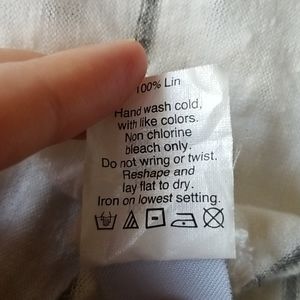 100% Lin
Hand wash cold,
with like colors.
Non chlorine
bleach only.
Do not wring or twist.
Reshape and
lay flat to dry.
Iron on lowest setting.